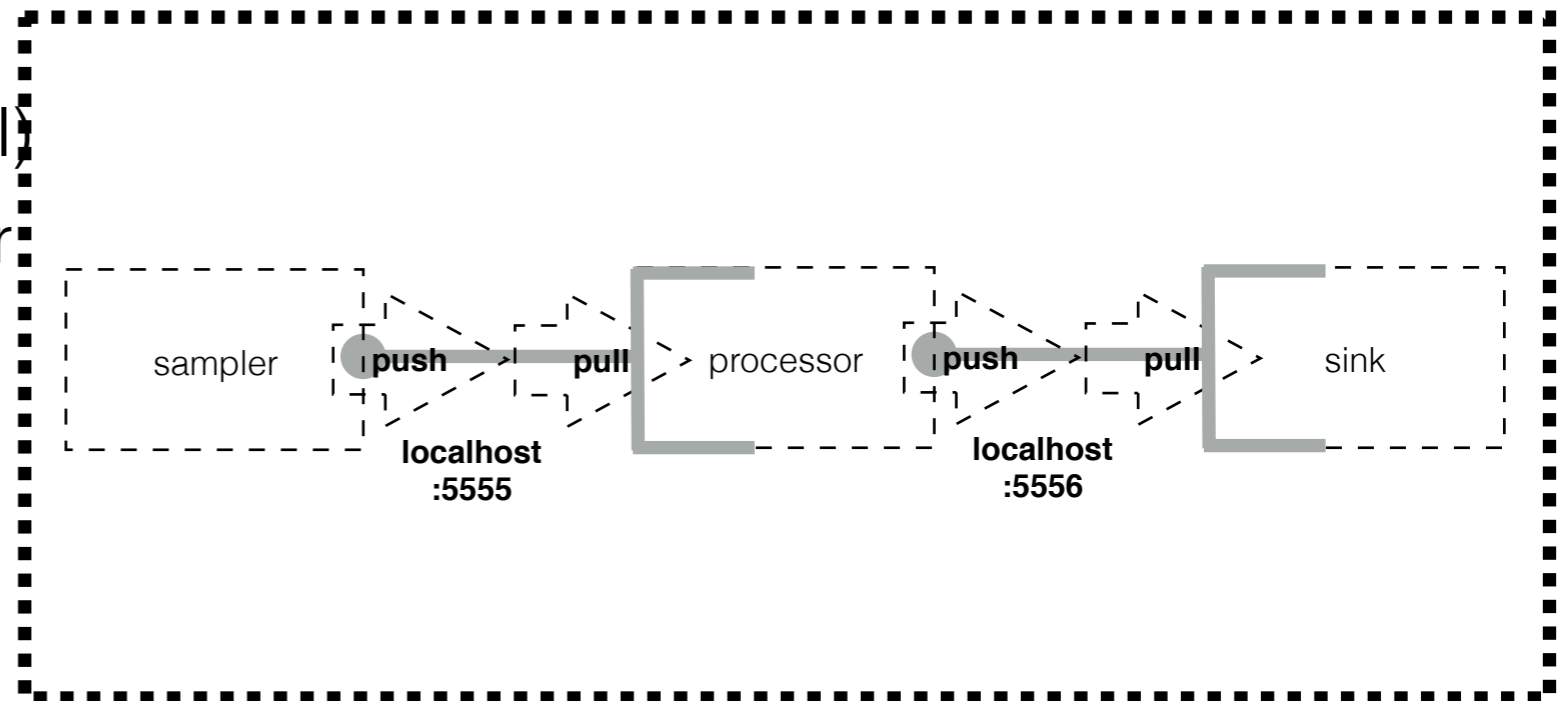 l)
r
sampler
push
pull
processor
push
pull
sink
localhost
:5555
localhost
:5556